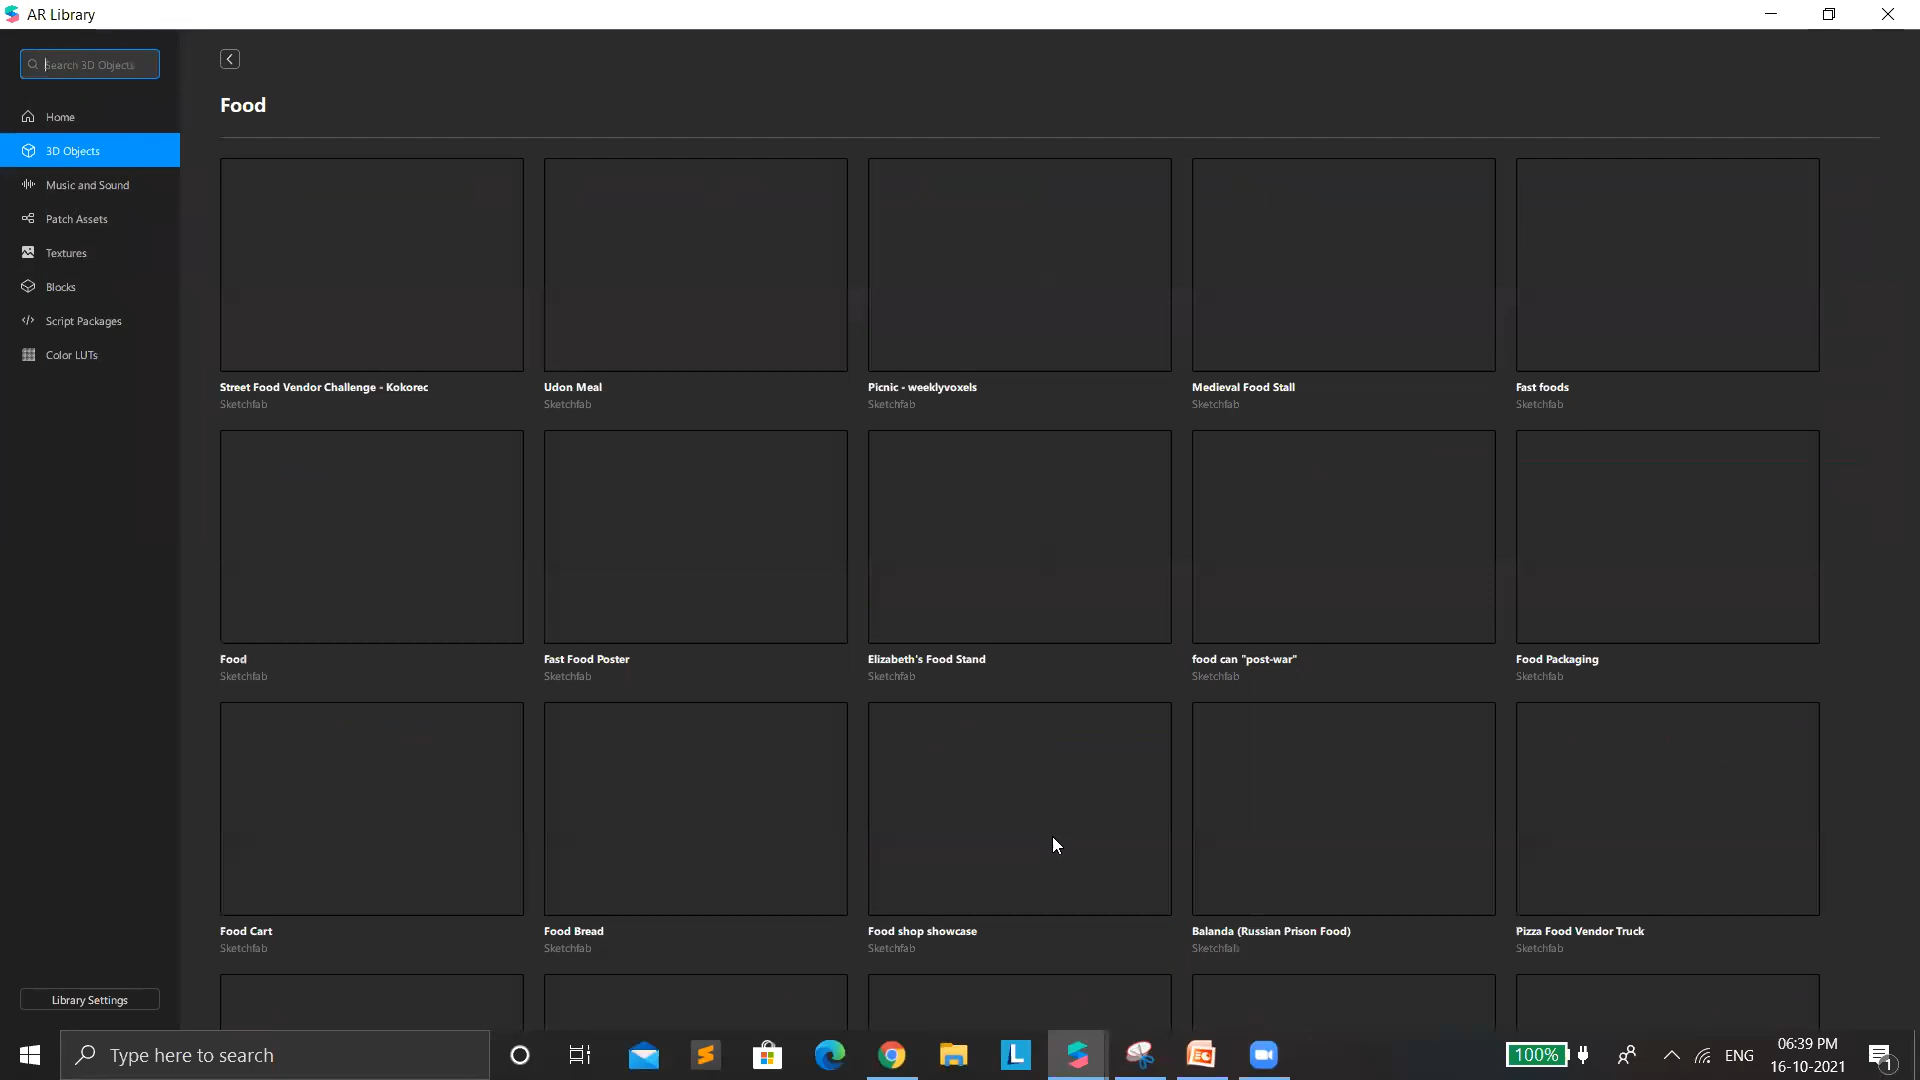 AR Library
Search 3D Objects
Home
3D Objects
Music and Sound
Patch Assets
Textures
Blocks
Script Packages
Color LUTs
Library Settings
Food
Street Food Vendor Challenge - Kokorec
Sketchfab
Udon Meal
Sketchfab
Picnic - weeklyvoxels
Sketchfab
Medieval Food Stall
Sketchfab
Fast foods
Sketchfab
Food
Sketchfab
Fast Food Poster
Sketchfab
Elizabeth's Food Stand
Sketchfab
food can "post-war"
Sketchfab
Food Packaging
Sketchfab
Food Cart
Sketchfab
Food Bread
Sketchfab
Food shop showcase
Sketchfab
Balanda (Russian Prison Food)
Sketchfab
Pizza Food Vendor Truck
Sketchfab
Type here to search
L
100%
ENG
06:39 PM
16-10-2021
1